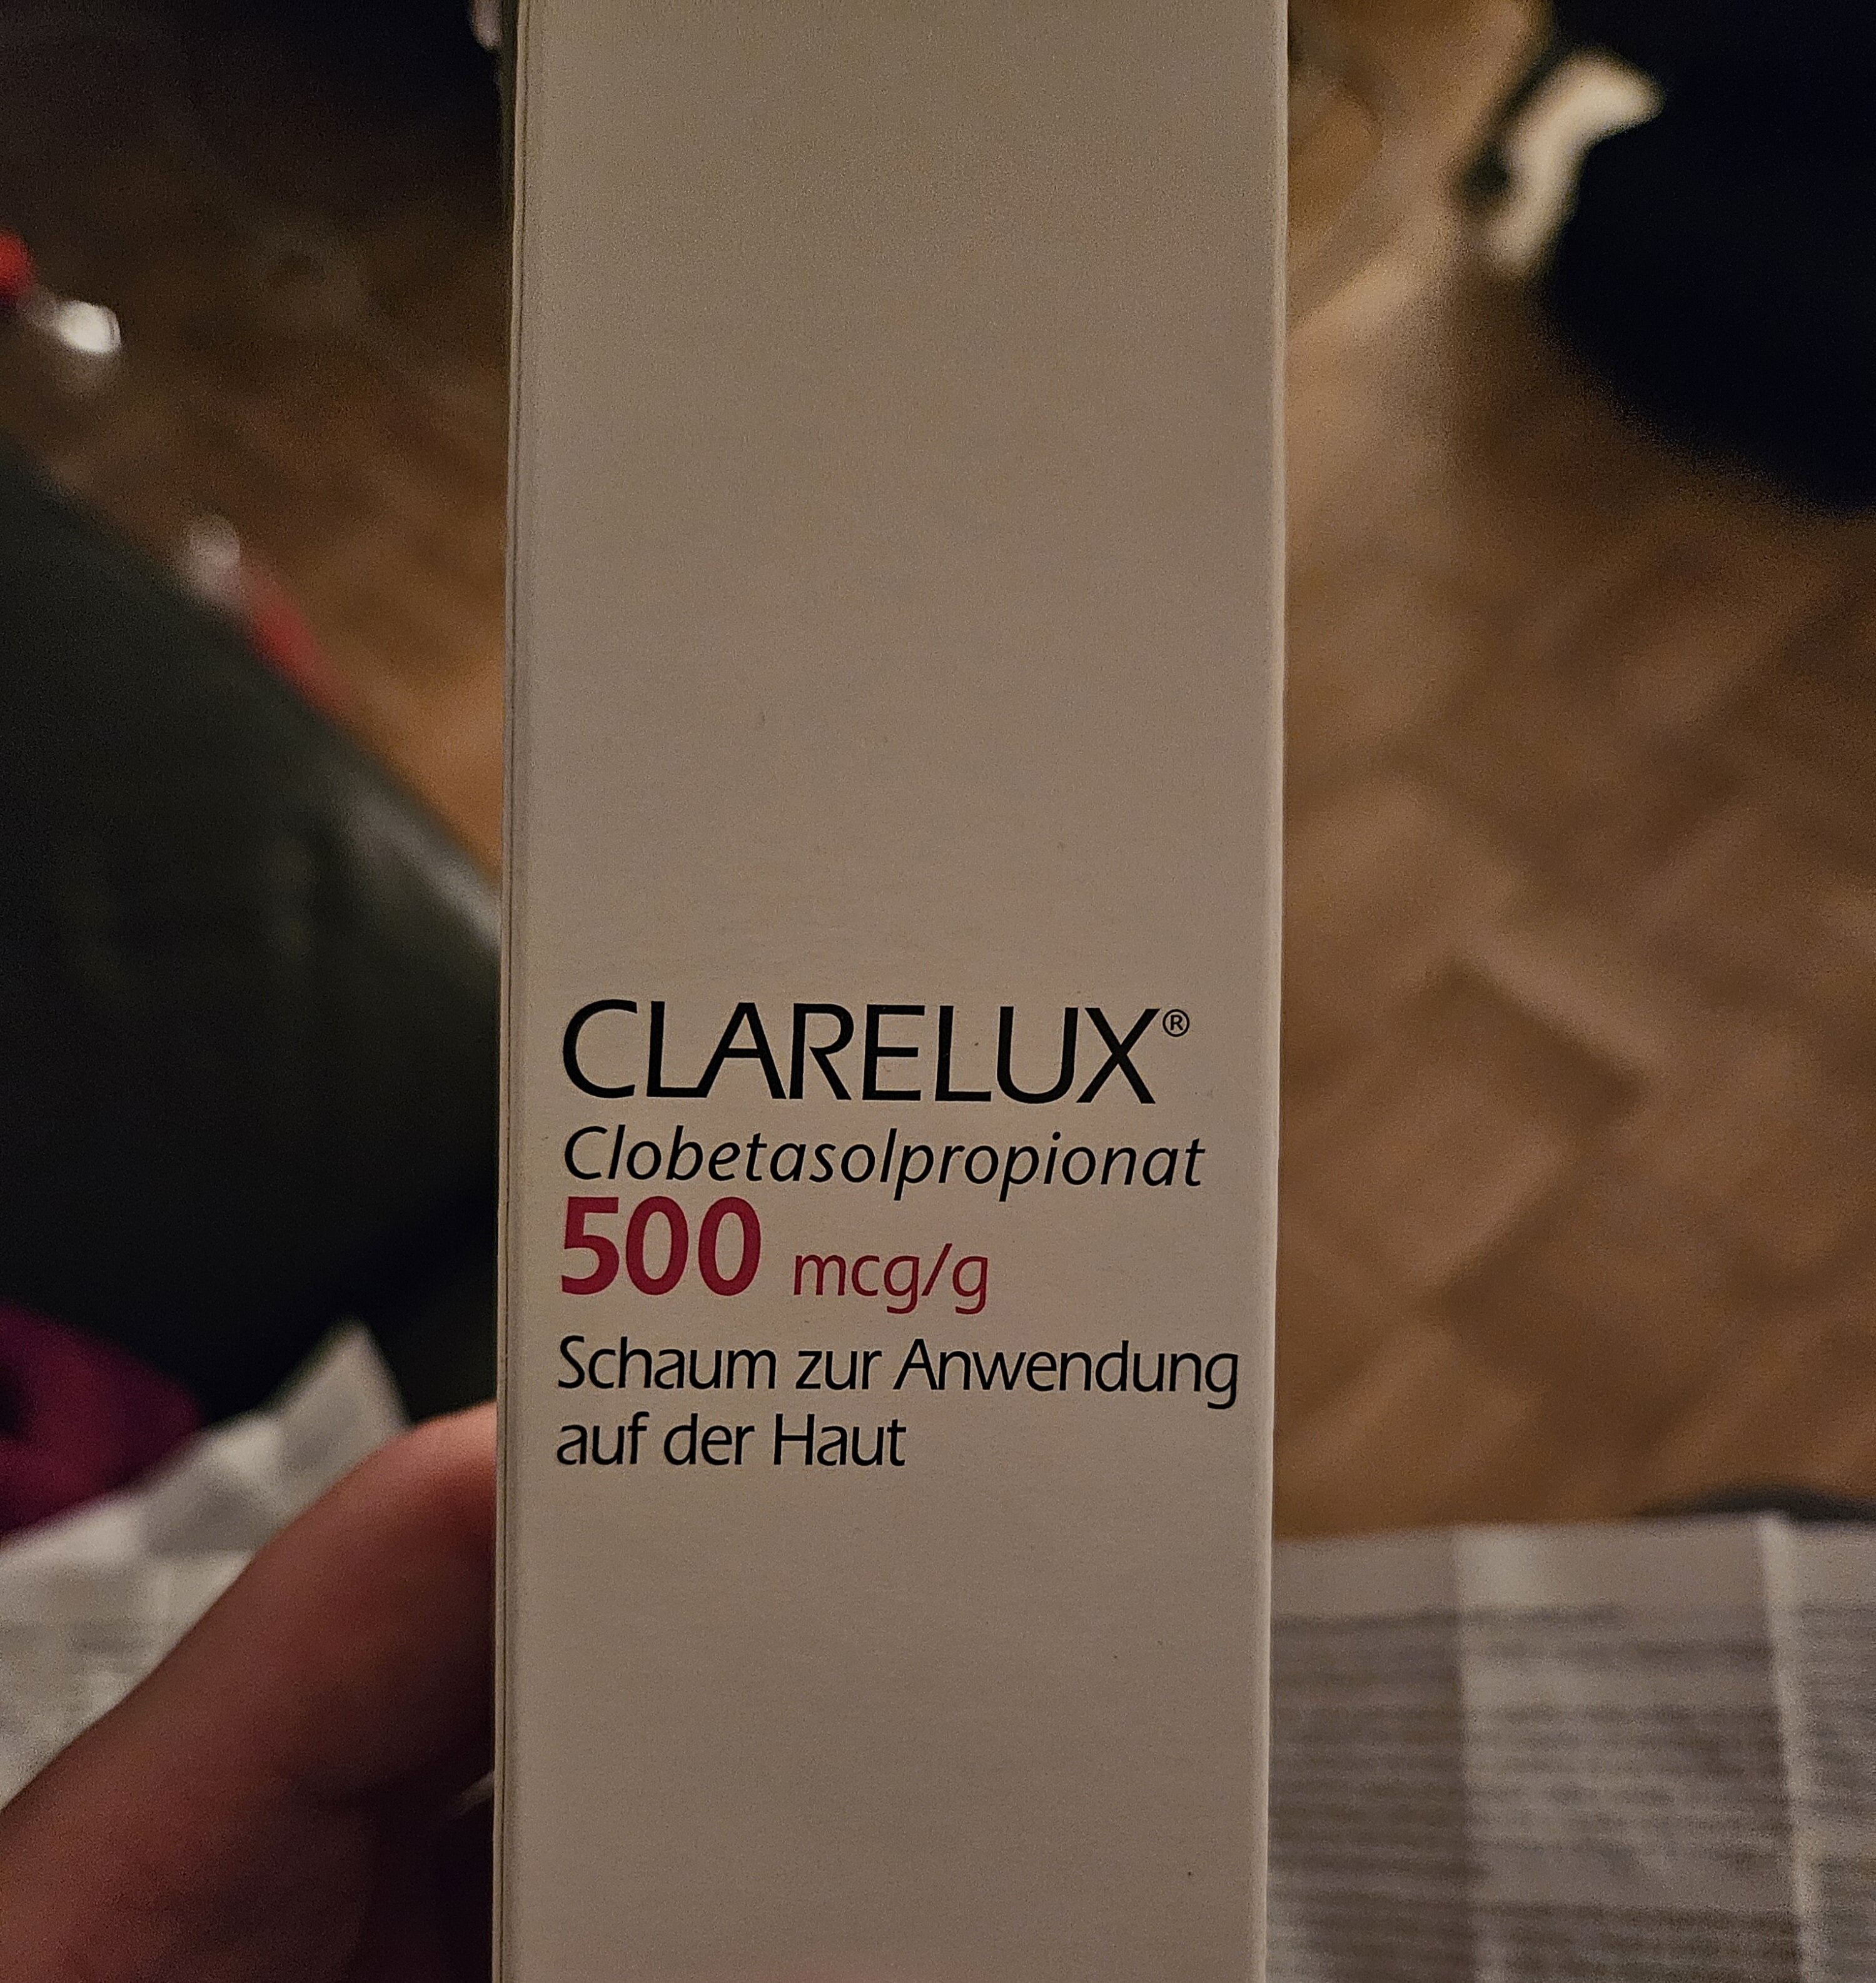 CLARELUX®
Clobetasolpropionat
500 mcg/g
Schaum zur Anwendung
auf der Haut